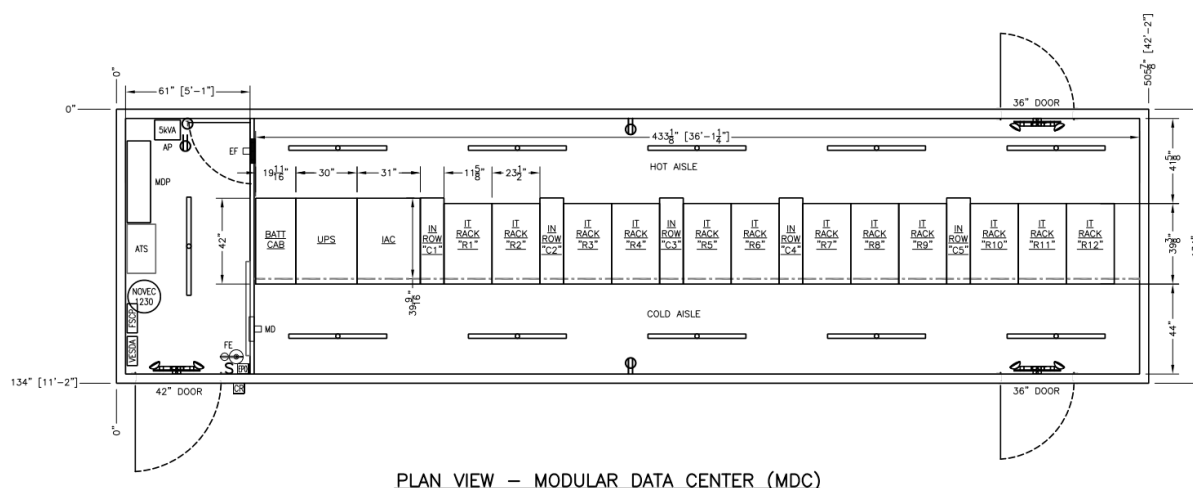 0"
505 7/8" [42'-2"]
0"
61" [5'-1"]
36" DOOR
5kVA
AP
EF
433 1/8" [36'-1 1/4"]
HOT AISLE
41 5/8"
MDP
19 11/16"
30"
31"
11 5/8"
23 1/2"
42"
ATS
BATT CAB
UPS
IAC
IN ROW "C1"
IT RACK "R1"
IT RACK "R2"
IN ROW "C2"
IT RACK "R3"
IT RACK "R4"
IN ROW "C3"
IT RACK "R5"
IT RACK "R6"
IN ROW "C4"
IT RACK "R7"
IT RACK "R8"
IT RACK "R9"
IN ROW "C5"
IT RACK "R10"
IT RACK "R11"
IT RACK "R12"
39 3/8"
39 9/16"
NOVEC 1230
FSCP
MD
COLD AISLE
44"
VESDA
FE
S
EPO
134" [11'-2"]
42" DOOR
CR
36" DOOR
0"
PLAN VIEW – MODULAR DATA CENTER (MDC)